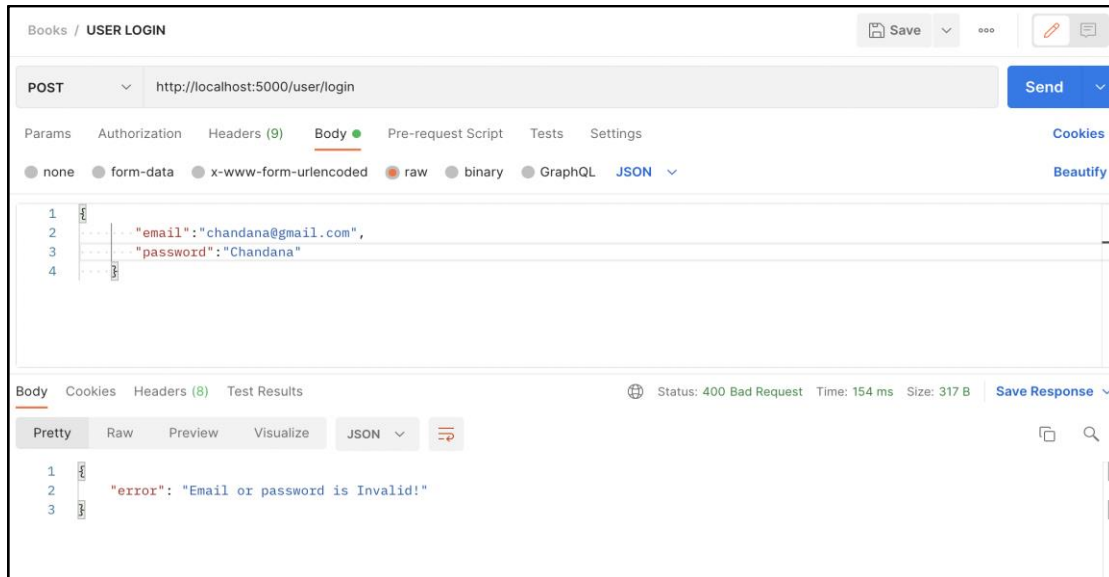 Books / USER LOGIN
Save
POST http://localhost:5000/user/login Send
Params Authorization Headers (9) Body Pre-request Script Tests Settings Cookies
none form-data x-www-form-urlencoded raw binary GraphQL JSON Beautify
1 {
2 "email":"chandana@gmail.com",
3 "password":"Chandana"
4 }
Body Cookies Headers (8) Test Results Status: 400 Bad Request Time: 154 ms Size: 317 B Save Response
Pretty Raw Preview Visualize JSON
1 {
2 "error": "Email or password is Invalid!"
3 }